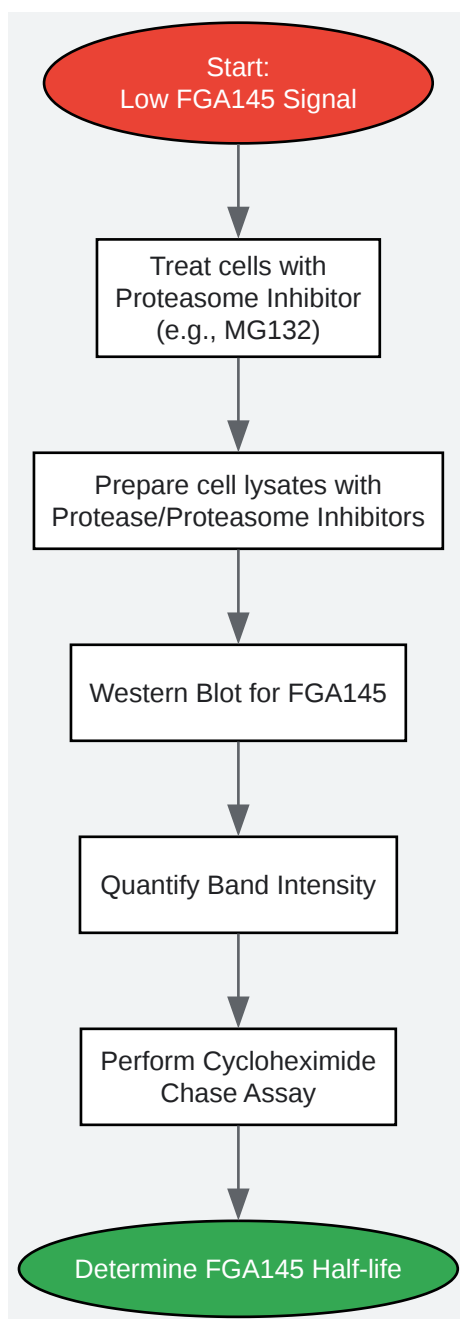 Start:
Low FGA145 Signal
Treat cells with
Proteasome Inhibitor
(e.g., MG132)
Prepare cell lysates with
Protease/Proteasome Inhibitors
Western Blot for FGA145
Quantify Band Intensity
Perform Cycloheximide
Chase Assay
Determine FGA145 Half-life